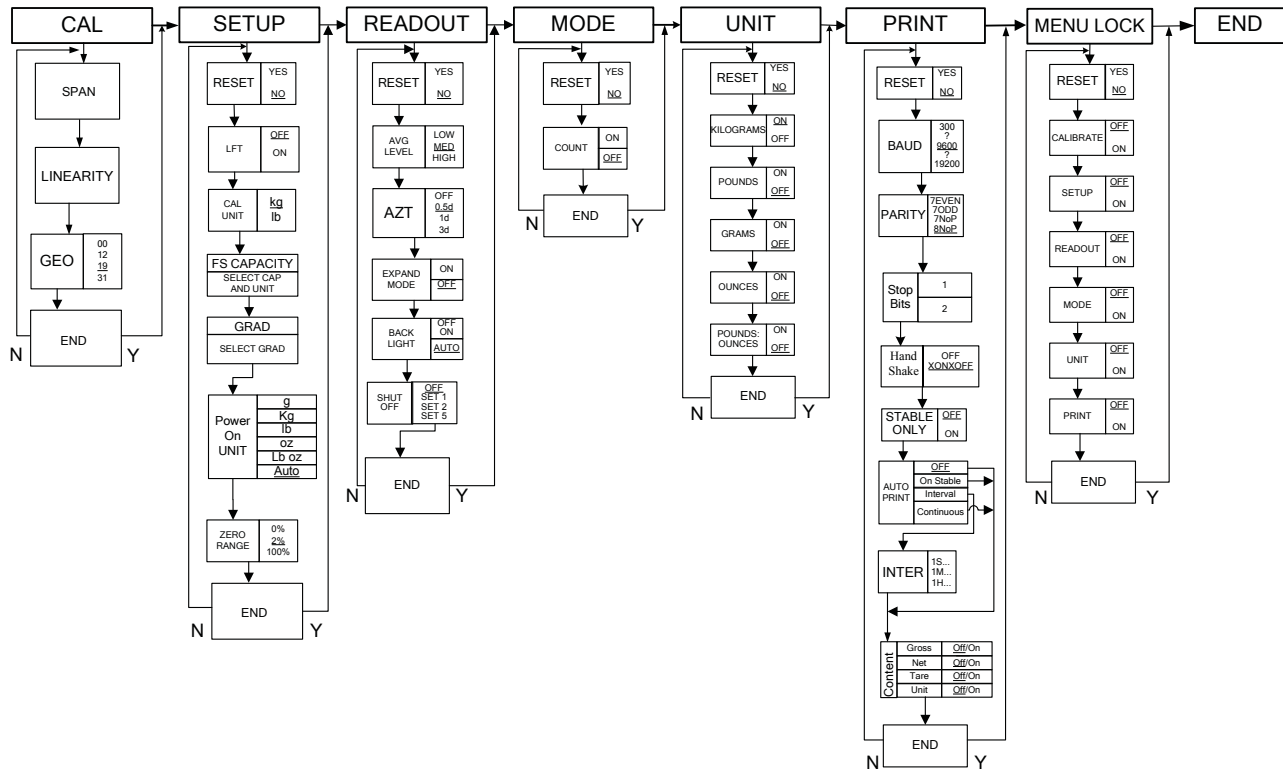 CAL
SPAN
LINEARITY
GEO
00
12
19
31
END
N
Y
SETUP
RESET
YES
NO
LFT
OFF
ON
CAL
UNIT
kg
lb
FS CAPACITY
SELECT CAP
AND UNIT
GRAD
SELECT GRAD
Power
On
UNIT
g
Kg
lb
oz
Lb oz
Auto
ZERO
RANGE
0%
2%
100%
END
N
Y
READOUT
RESET
YES
NO
AVG
LEVEL
LOW
MED
HIGH
AZT
OFF
0.5d
1d
3d
EXPAND
MODE
ON
OFF
BACK
LIGHT
OFF
ON
AUTO
SHUT
OFF
OFF
SET 1
SET 2
SET 5
END
N
Y
MODE
RESET
YES
NO
COUNT
ON
OFF
END
N
Y
UNIT
RESET
YES
NO
KILOGRAMS
ON
OFF
POUNDS
ON
OFF
GRAMS
ON
OFF
OUNCES
ON
OFF
POUNDS:
OUNCES
ON
OFF
END
N
Y
PRINT
RESET
YES
NO
BAUD
300
?
9600
?
19200
PARITY
7EVEN
7ODD
7NoP
8NoP
Stop
Bits
1
2
Hand
Shake
OFF
XONXOFF
STABLE
ONLY
OFF
ON
AUTO
PRINT
OFF
On Stable
Interval
Continuous
INTER
1S...
1M...
1H...
Content
Gross Off/On
Net Off/On
Tare Off/On
Unit Off/On
END
N
Y
MENU LOCK
RESET
YES
NO
CALIBRATE
OFF
ON
SETUP
OFF
ON
READOUT
OFF
ON
MODE
OFF
ON
UNIT
OFF
ON
PRINT
OFF
ON
END
N
Y
END